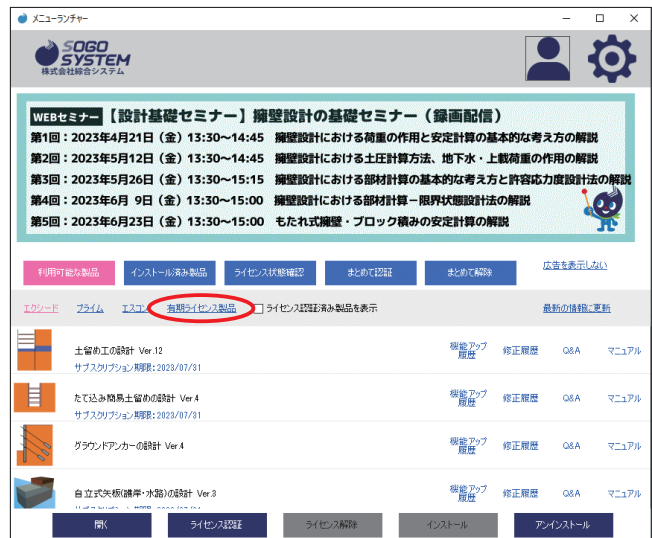 メニューランチャー
SOGO
SYSTEM
株式会社綜合システム
WEBセミナー【設計基礎セミナー】擁壁設計の基礎セミナー（録画配信）
第1回：2023年4月21日（金）13:30～14:45 擁壁設計における荷重の作用と安定計算の基本的な考え方の解説
第2回：2023年5月12日（金）13:30～14:45 擁壁設計における土圧計算方法、地下水・上載荷重の作用の解説
第3回：2023年5月26日（金）13:30～15:15 擁壁設計における部材計算の基本的な考え方と許容応力度設計法の解説
第4回：2023年6月 9日（金）13:30～15:00 擁壁設計における部材計算－限界状態設計法の解説
第5回：2023年6月23日（金）13:30～15:00 もたれ式擁壁・ブロック積みの安定計算の解説
利用可能な製品 インストール済み製品 ライセンス状態確認 まとめて認証 まとめて解除 広告を表示しない
エクシード プライム エスコン 有期ライセンス製品 ライセンス認証済み製品を表示 最新の情報に更新
土留め工の設計 Ver.12 機能アップ履歴 修正履歴 Q&A マニュアル
サブスクリプション期限：2023/07/31
たて込み簡易土留めの設計 Ver.4 機能アップ履歴 修正履歴 Q&A マニュアル
サブスクリプション期限：2023/07/31
グラウンドアンカーの設計 Ver.4 機能アップ履歴 修正履歴 Q&A マニュアル
自立式矢板(護岸・水路)の設計 Ver.3 機能アップ履歴 修正履歴 Q&A マニュアル
開く ライセンス認証 ライセンス解除 インストール アンインストール